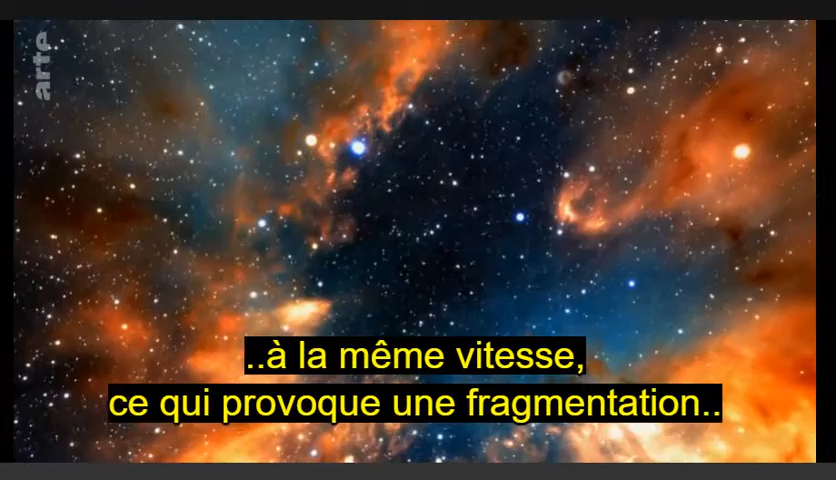 arte
..à la même vitesse,
ce qui provoque une fragmentation..